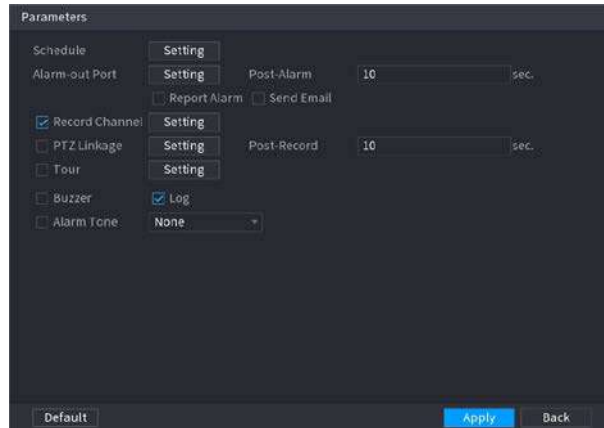 Parameters
Schedule Setting
Alarm-out Port Setting Post-Alarm 10 sec.
Report Alarm Send Email
Record Channel Setting
PTZ Linkage Setting Post-Record 10 sec.
Tour Setting
Buzzer Log
Alarm Tone None
Default Apply Back